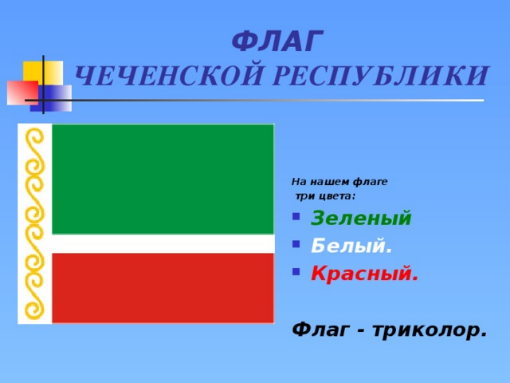 ФЛАГ
ЧЕЧЕНСКОЙ РЕСПУБЛИКИ
На нашем флаге
три цвета:
Зеленый
Белый.
Красный.
Флаг - триколор.